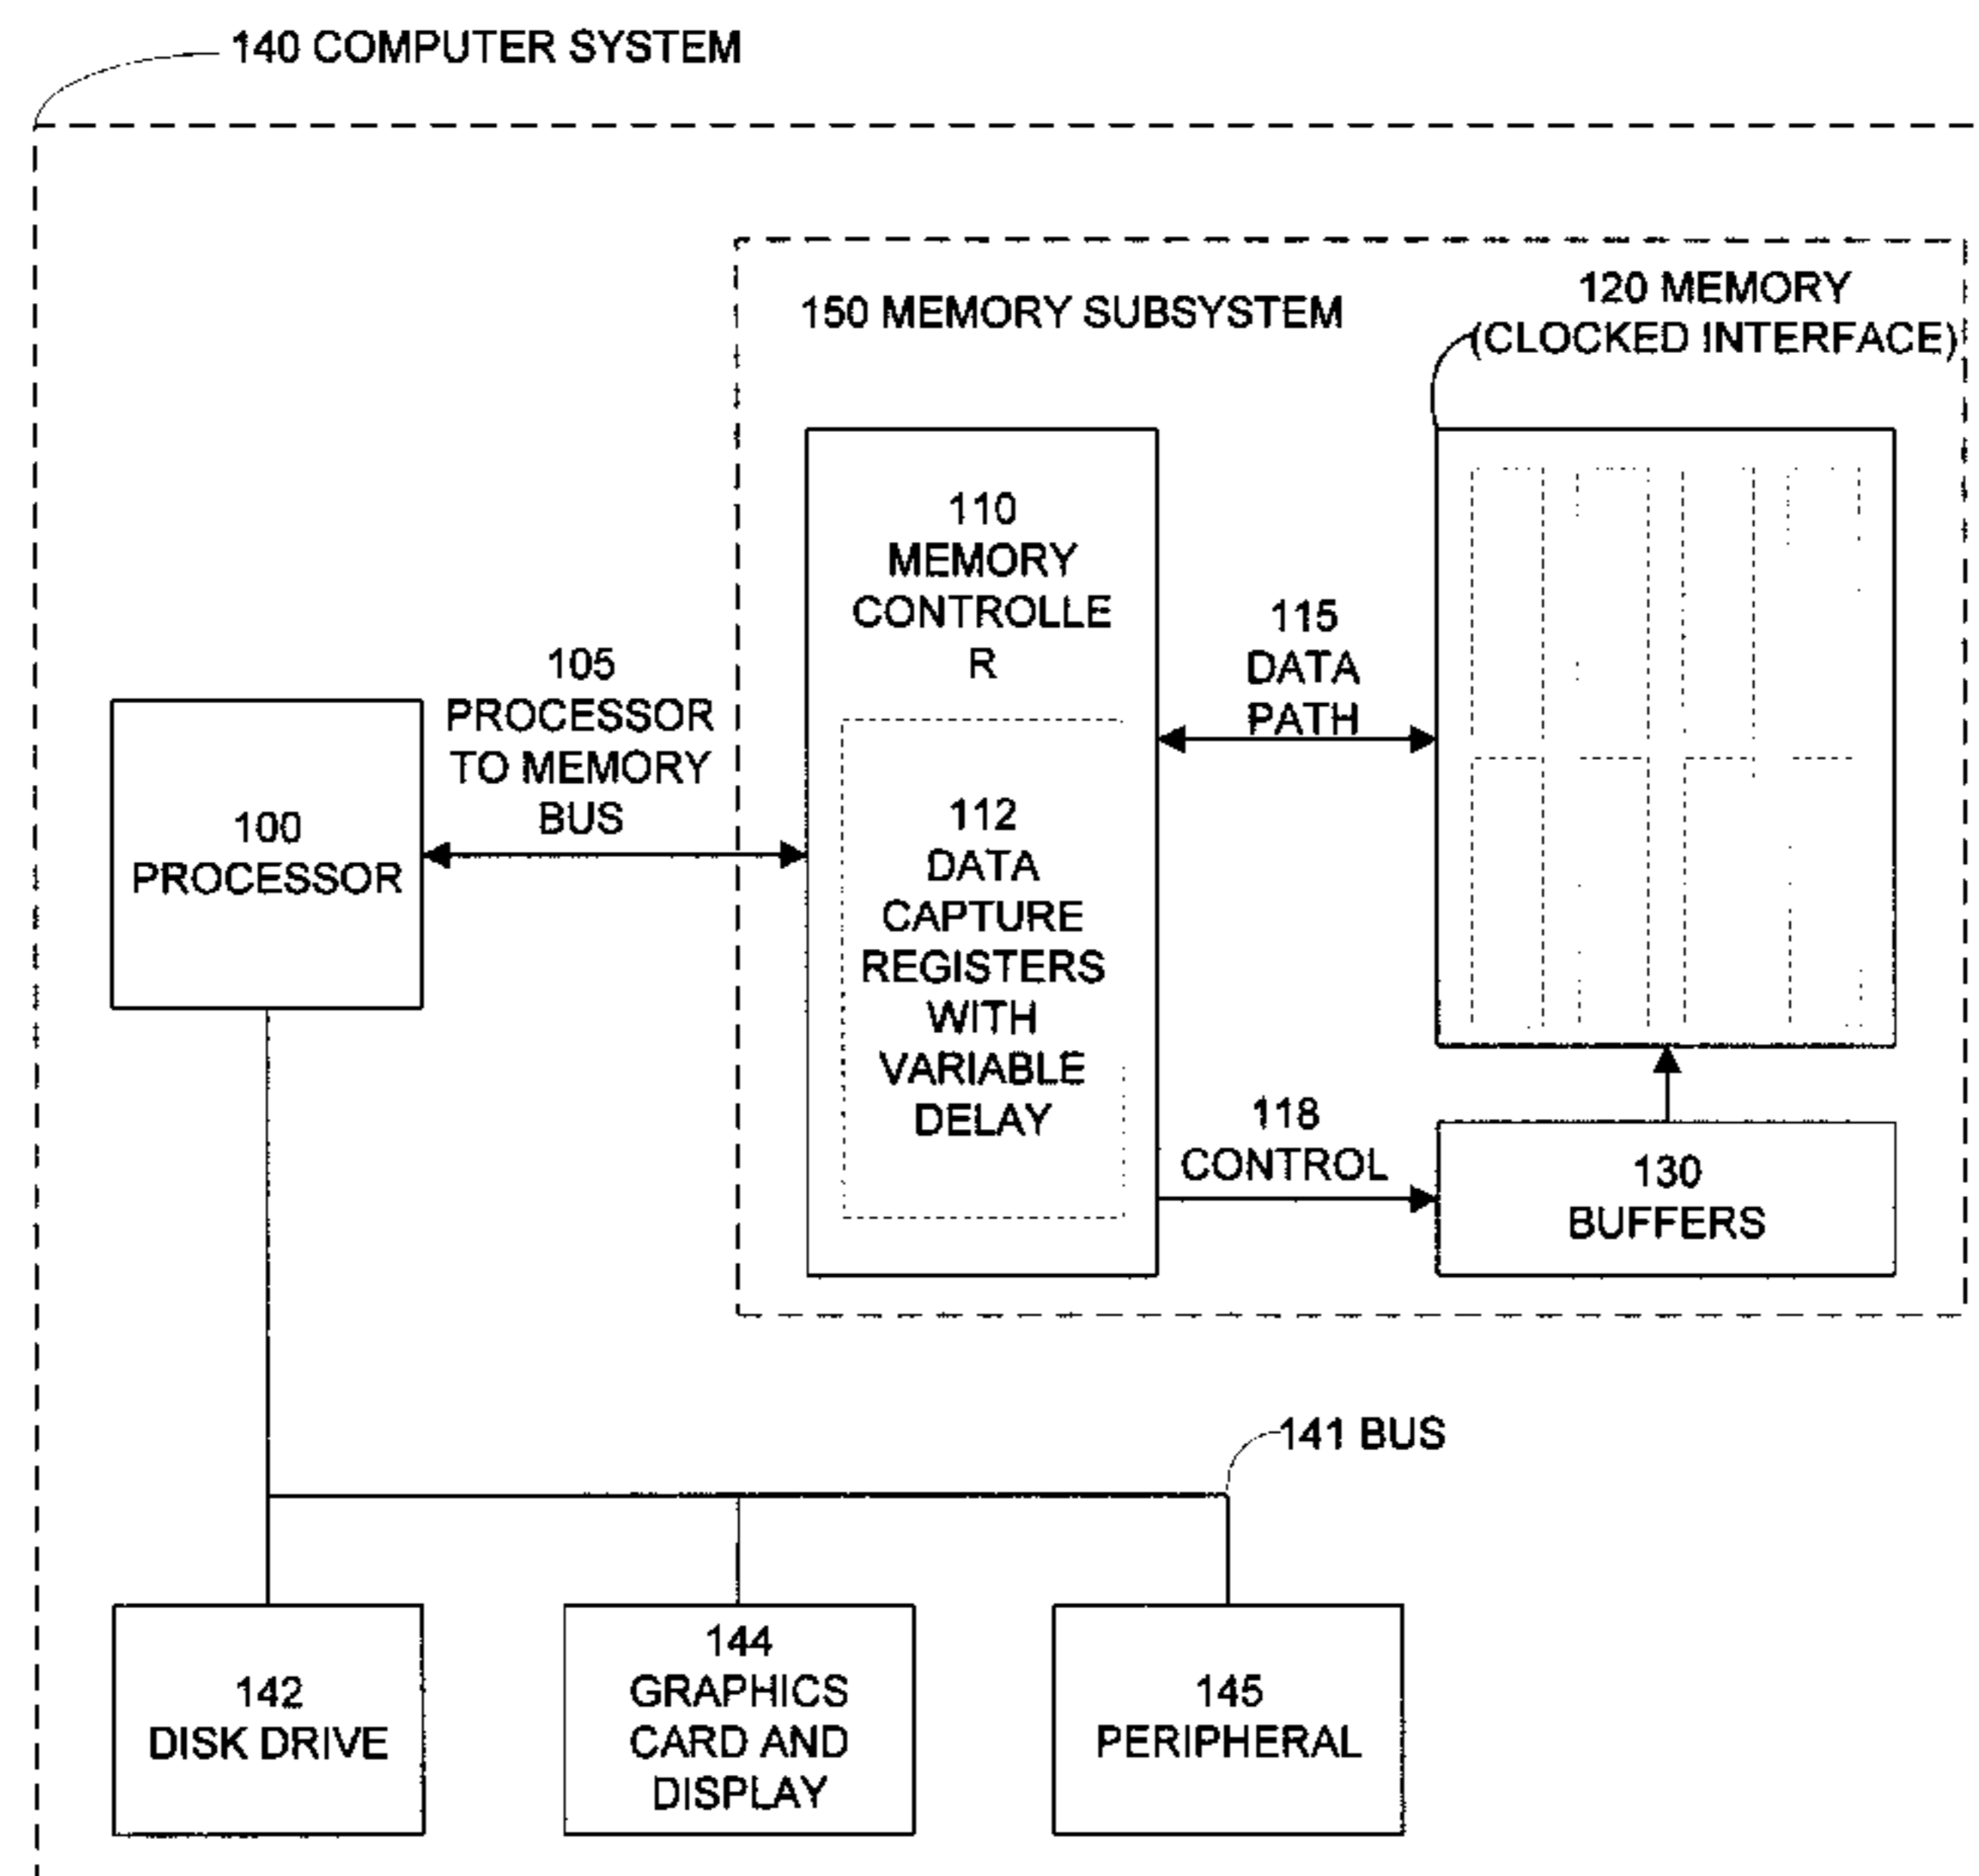 140 COMPUTER SYSTEM
150 MEMORY SUBSYSTEM
120 MEMORY
(CLOCKED INTERFACE)
110
MEMORY
CONTROLLE
R
115
DATA
PATH
105
PROCESSOR
TO MEMORY
BUS
100
PROCESSOR
112
DATA
CAPTURE
REGISTERS
WITH
VARIABLE
DELAY
118
CONTROL
130
BUFFERS
141 BUS
142
DISK DRIVE
144
GRAPHICS
CARD AND
DISPLAY
145
PERIPHERAL